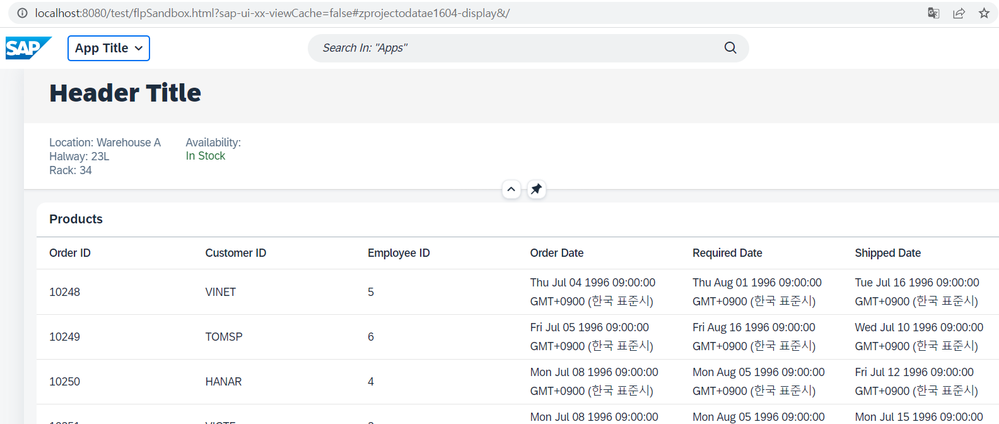 localhost:8080/test/flpSandbox.html?sap-ui-xx-viewCache=false#zprojectodatae1604-display&/
SAP App Title Search In: "Apps"
Header Title
Location: Warehouse A Availability:
Halway: 23L In Stock
Rack: 34
Products
Order ID Customer ID Employee ID Order Date Required Date Shipped Date
10248 VINET 5 Thu Jul 04 1996 09:00:00 GMT+0900 (한국 표준시) Thu Aug 01 1996 09:00:00 GMT+0900 (한국 표준시) Tue Jul 16 1996 09:00:00 GMT+0900 (한국 표준시)
10249 TOMSP 6 Fri Jul 05 1996 09:00:00 GMT+0900 (한국 표준시) Fri Aug 16 1996 09:00:00 GMT+0900 (한국 표준시) Wed Jul 10 1996 09:00:00 GMT+0900 (한국 표준시)
10250 HANAR 4 Mon Jul 08 1996 09:00:00 GMT+0900 (한국 표준시) Mon Aug 05 1996 09:00:00 GMT+0900 (한국 표준시) Fri Jul 12 1996 09:00:00 GMT+0900 (한국 표준시)
Mon Jul 08 1996 09:00:00 Mon Aug 05 1996 09:00:00 Mon Jul 15 1996 09:00:00